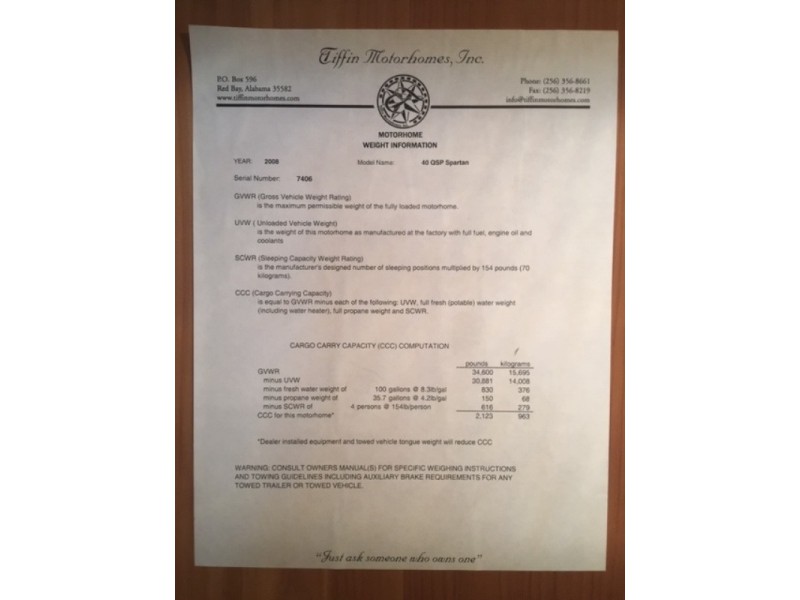 Tiffin Motorhomes, Inc.
P.O. Box 596
Red Bay, Alabama 35582
www.tiffinmotorhomes.com
Phone: (256) 356-8661
Fax: (256) 356-8219
info@tiffinmotorhomes.com
MOTORHOME
WEIGHT INFORMATION
YEAR: 2008 Model Name: 40 QSP Spartan
Serial Number: 7406
GVWR (Gross Vehicle Weight Rating)
is the maximum permissible weight of the fully loaded motorhome.
UVW ( Unloaded Vehicle Weight)
is the weight of this motorhome as manufactured at the factory with full fuel, engine oil and
coolants
SCWR (Sleeping Capacity Weight Rating)
is the manufacturer's designed number of sleeping positions multiplied by 154 pounds (70
kilograms).
CCC (Cargo Carrying Capacity)
is equal to GVWR minus each of the following: UVW, full fresh (potable) water weight
(including water heater), full propane weight and SCWR.
CARGO CARRY CAPACITY (CCC) COMPUTATION
pounds kilograms
GVWR 34,600 15,695
minus UVW 30,881 14,008
minus fresh water weight of 100 gallons @ 8.3lb/gal 830 376
minus propane weight of 35.7 gallons @ 4.2lb/gal 150 68
minus SCWR of 4 persons @ 154lb/person 616 279
CCC for this motorhome* 2,123 963
*Dealer installed equipment and towed vehicle tongue weight will reduce CCC
WARNING: CONSULT OWNERS MANUAL(S) FOR SPECIFIC WEIGHING INSTRUCTIONS
AND TOWING GUIDELINES INCLUDING AUXILIARY BRAKE REQUIREMENTS FOR ANY
TOWED TRAILER OR TOWED VEHICLE.
"Just ask someone who owns one"